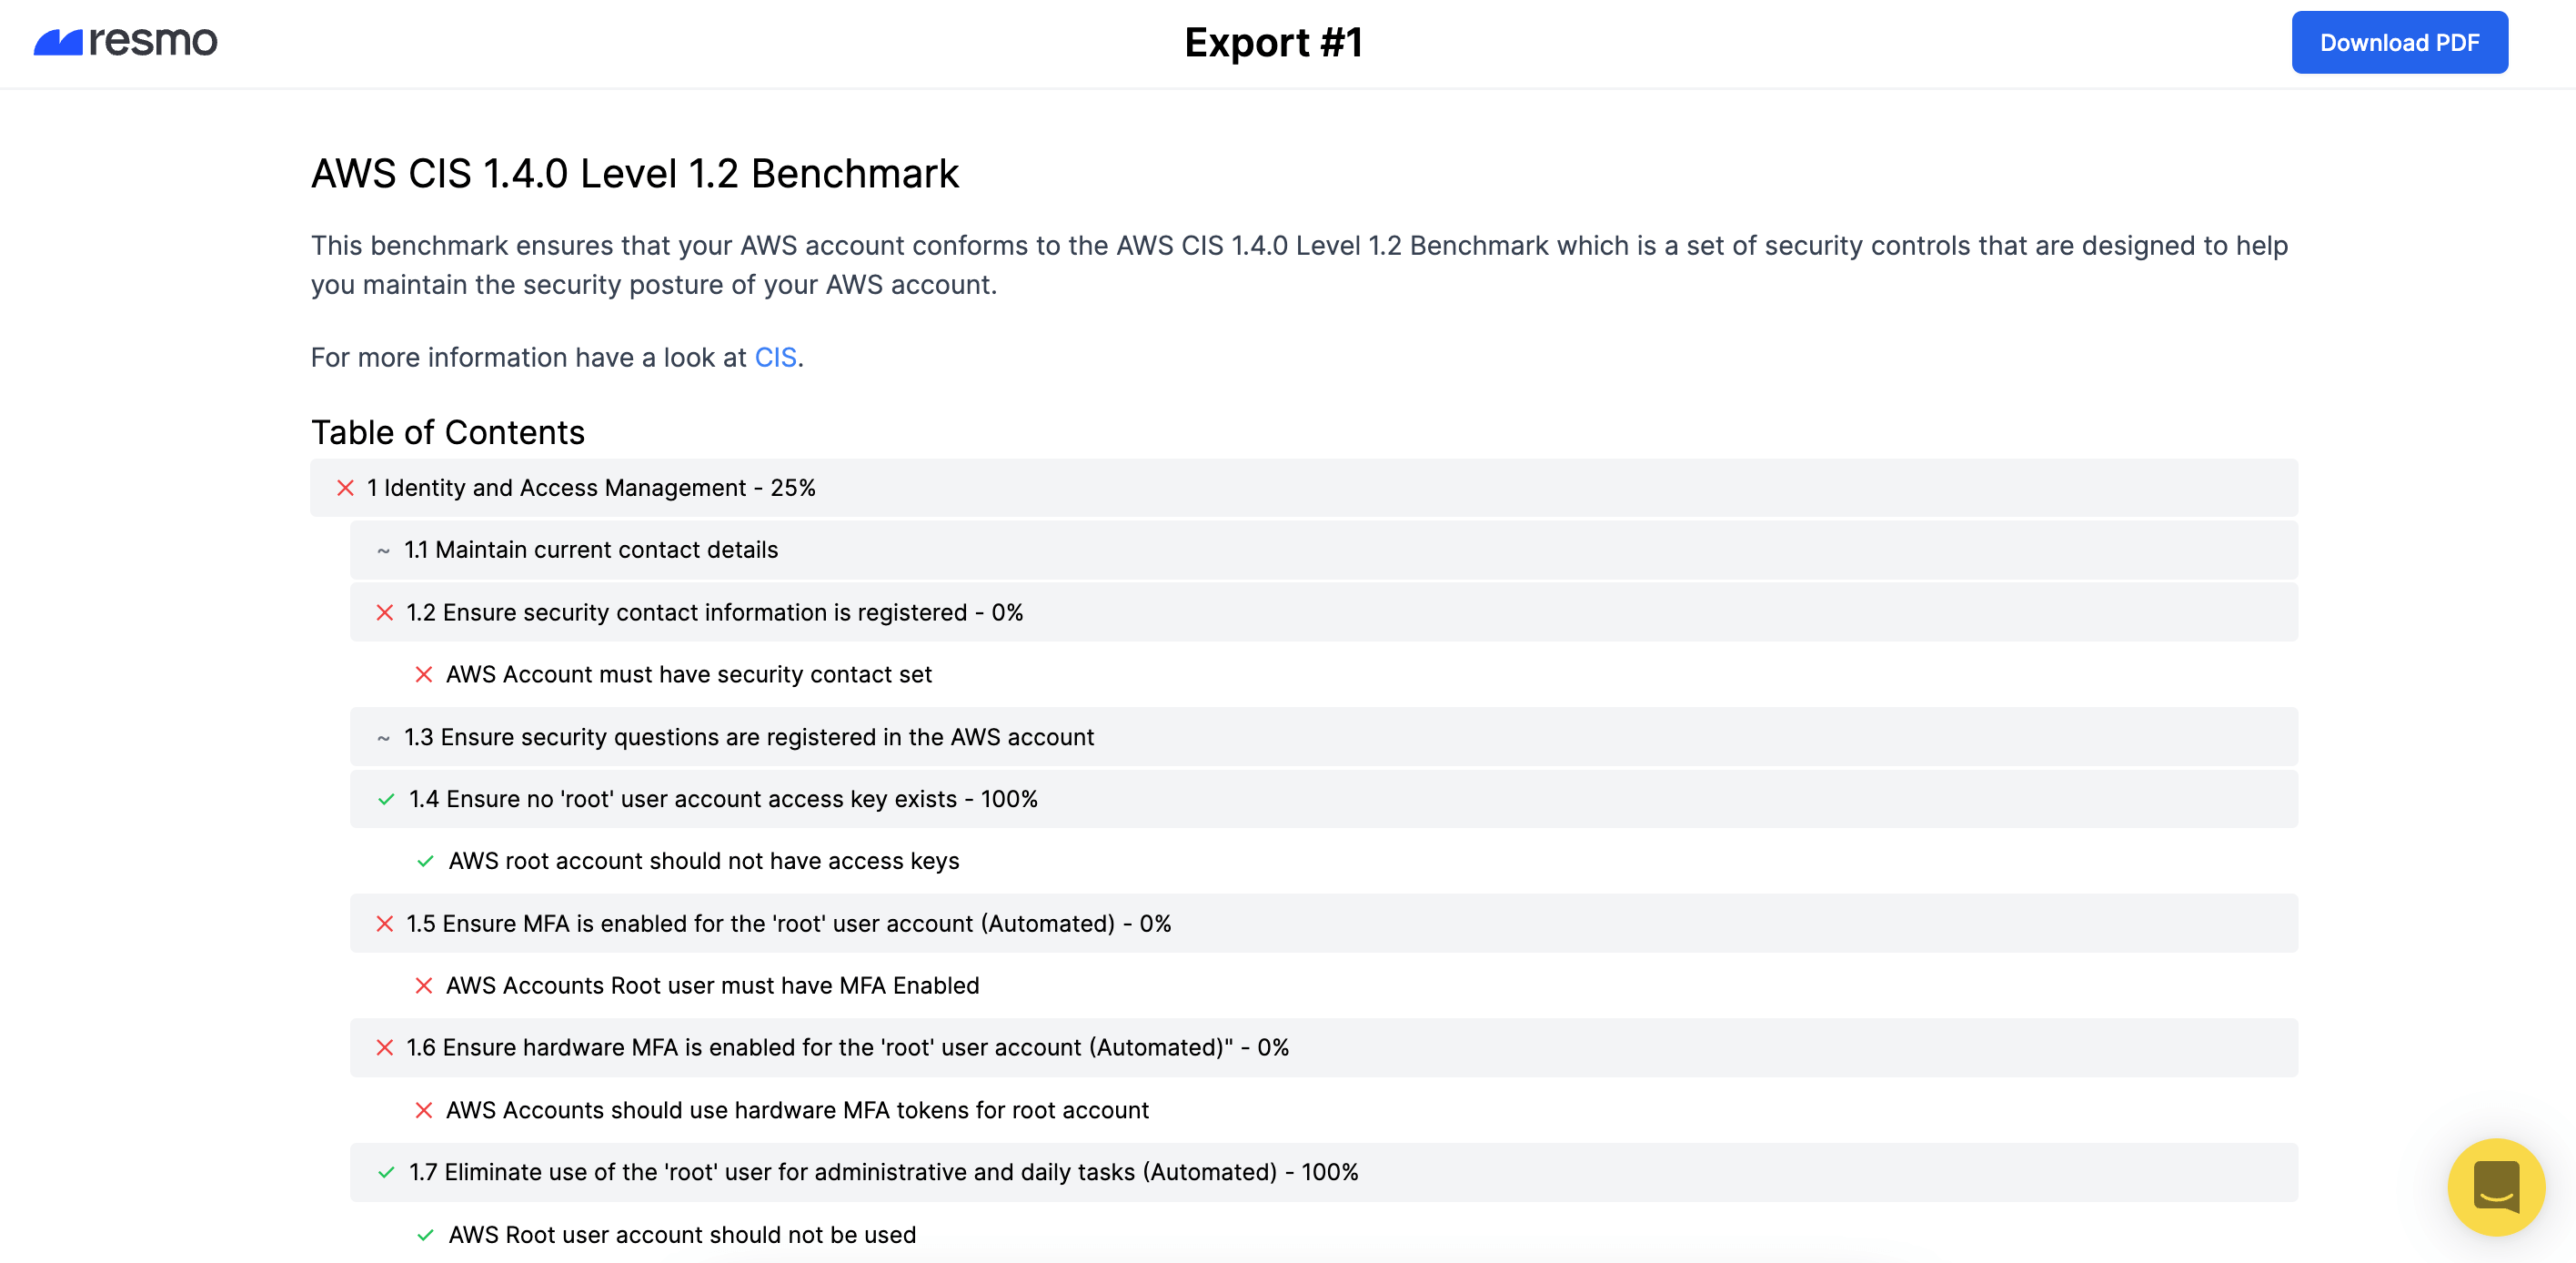 resmo
Export #1
Download PDF
AWS CIS 1.4.0 Level 1.2 Benchmark
This benchmark ensures that your AWS account conforms to the AWS CIS 1.4.0 Level 1.2 Benchmark which is a set of security controls that are designed to help
you maintain the security posture of your AWS account.
For more information have a look at CIS.
Table of Contents
1 Identity and Access Management - 25%
~ 1.1 Maintain current contact details
1.2 Ensure security contact information is registered - 0%
AWS Account must have security contact set
~ 1.3 Ensure security questions are registered in the AWS account
1.4 Ensure no 'root' user account access key exists - 100%
AWS root account should not have access keys
1.5 Ensure MFA is enabled for the 'root' user account (Automated) - 0%
AWS Accounts Root user must have MFA Enabled
1.6 Ensure hardware MFA is enabled for the 'root' user account (Automated)" - 0%
AWS Accounts should use hardware MFA tokens for root account
1.7 Eliminate use of the 'root' user for administrative and daily tasks (Automated) - 100%
AWS Root user account should not be used